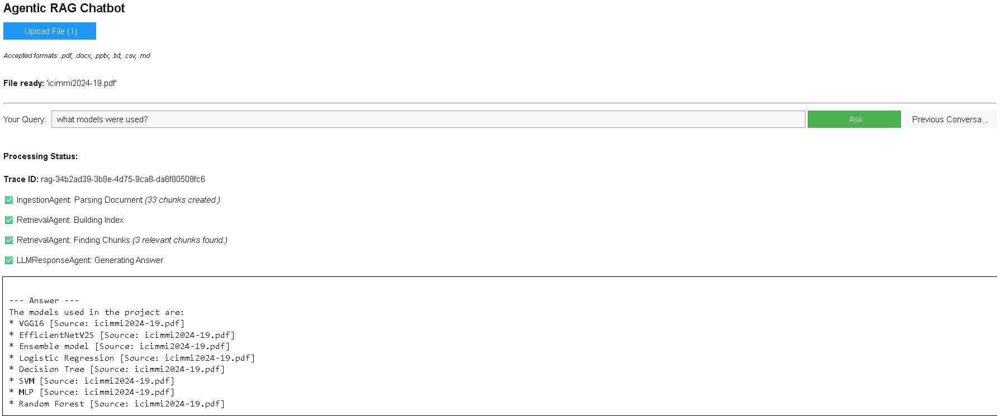 Agentic RAG Chatbot
Upload File (1)
Accepted formats: .pdf, .docx, .pptx, .txt, .csv, .md
File ready: 'icimmi2024-19.pdf'
Your Query: what models were used? Ask Previous Conversa...
Processing Status:
Trace ID: rag-34b2ad39-3b8e-4d75-9ca8-da6f80509fc6
IngestionAgent: Parsing Document (33 chunks created.)
RetrievalAgent: Building Index
RetrievalAgent: Finding Chunks (3 relevant chunks found.)
LLMResponseAgent: Generating Answer
--- Answer ---
The models used in the project are:
* VGG16 [Source: icimmi2024-19.pdf]
* EfficientNetV2S [Source: icimmi2024-19.pdf]
* Ensemble model [Source: icimmi2024-19.pdf]
* Logistic Regression [Source: icimmi2024-19.pdf]
* Decision Tree [Source: icimmi2024-19.pdf]
* SVM [Source: icimmi2024-19.pdf]
* MLP [Source: icimmi2024-19.pdf]
* Random Forest [Source: icimmi2024-19.pdf]